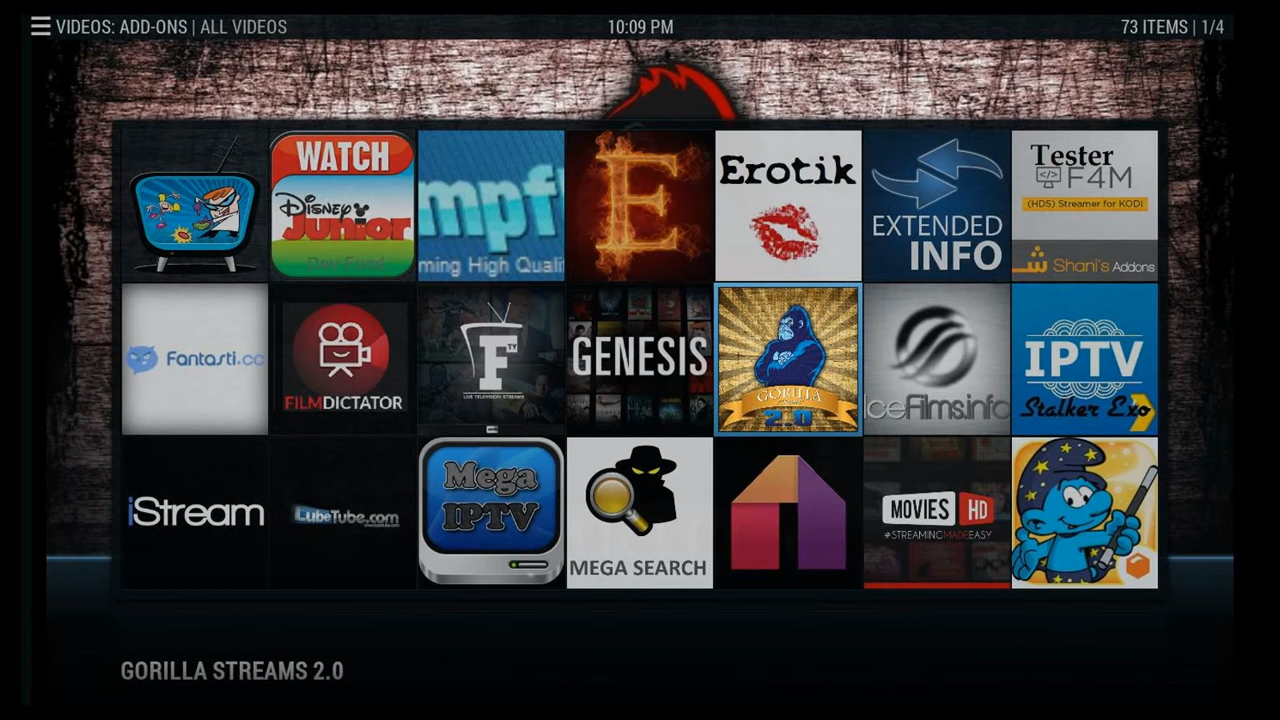 VIDEOS: ADD-ONS | ALL VIDEOS
10:09 PM
73 ITEMS | 1/4
WATCH
Disney
Junior
mpf
ming High Quali
E
Erotik
EXTENDED
INFO
Tester
</> F4M
(HDS) Streamer for KODI
Shani's Addons
Fantasti.cc
FILMDICTATOR
F TV
LIVE TELEVISION STREAMS
GENESIS
GORILLA
2.0
IceFilms.info
IPTV
Stalker Exo
iStream
LubeTube.com
Mega
IPTV
MEGA SEARCH
MOVIES HD
#STREAMINCMADEEASY
GORILLA STREAMS 2.0